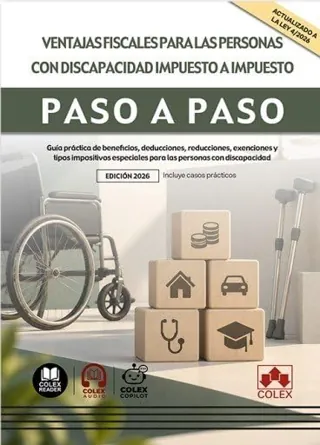 ACTUALIZADO A
LA LEY 4/2026
VENTAJAS FISCALES PARA LAS PERSONAS
CON DISCAPACIDAD IMPUESTO A IMPUESTO
PASO A PASO
Guía práctica de beneficios, deducciones, reducciones, exenciones y
tipos impositivos especiales para las personas con discapacidad
EDICIÓN 2026 Incluye casos prácticos
COLEX
READER
COLEX
AUDIO
COLEX
COPILOT
COLEX